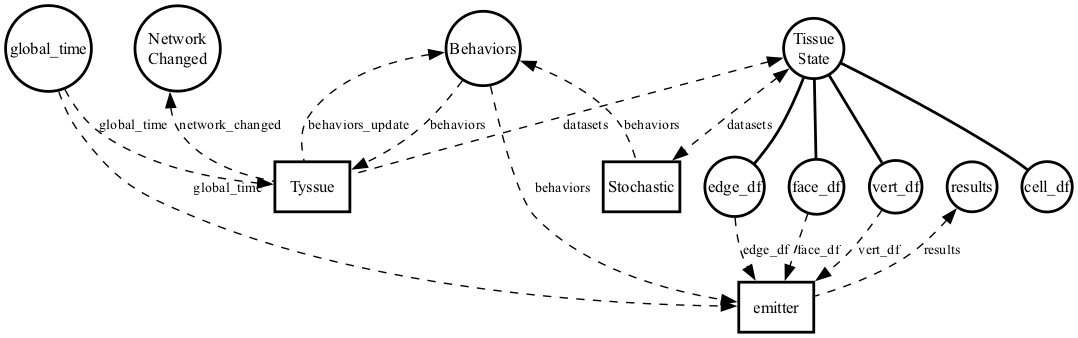 global_time
Network
Changed
Behaviors
Tissue
State
global_time
network_changed
behaviors_update
behaviors
datasets
behaviors
datasets
global_time
Tyssue
behaviors
Stochastic
edge_df
face_df
vert_df
results
cell_df
edge_df
face_df
vert_df
results
emitter